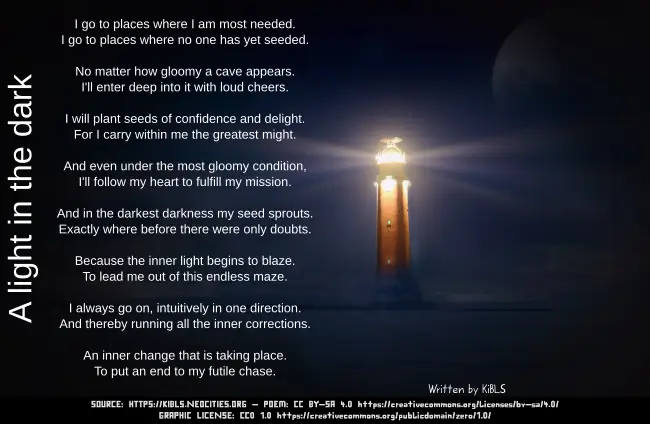 A light in the dark
I go to places where I am most needed.
I go to places where no one has yet seeded.
No matter how gloomy a cave appears.
I'll enter deep into it with loud cheers.
I will plant seeds of confidence and delight.
For I carry within me the greatest might.
And even under the most gloomy condition,
I'll follow my heart to fulfill my mission.
And in the darkest darkness my seed sprouts.
Exactly where before there were only doubts.
Because the inner light begins to blaze.
To lead me out of this endless maze.
I always go on, intuitively in one direction.
And thereby running all the inner corrections.
An inner change that is taking place.
To put an end to my futile chase.
Written by KiBLS
SOURCE: HTTPS://KIBLS.NEOCITIES.ORG – POEM: CC BY-SA 4.0 https://creativecommons.org/licenses/by-sa/4.0/
GRAPHIC LICENSE: CC0 1.0 https://creativecommons.org/publicdomain/zero/1.0/